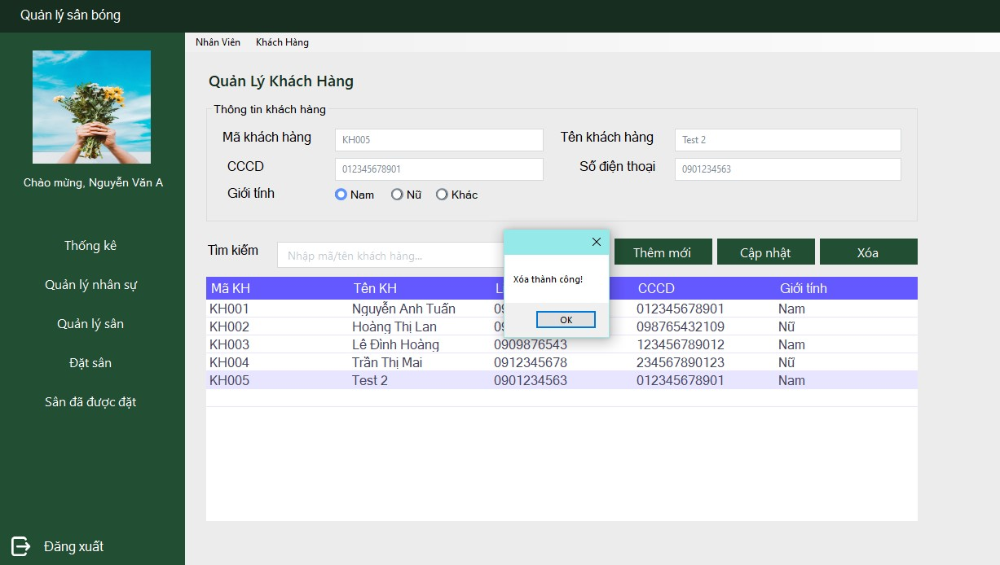 Quản lý sân bóng
Nhân Viên Khách Hàng
Chào mừng, Nguyễn Văn A
Thống kê
Quản lý nhân sự
Quản lý sân
Đặt sân
Sân đã được đặt
Đăng xuất
Quản Lý Khách Hàng
Thông tin khách hàng
Mã khách hàng KH005 Tên khách hàng Test 2
CCCD 012345678901 Số điện thoại 0901234563
Giới tính Nam Nữ Khác
Tìm kiếm Nhập mã/tên khách hàng... Thêm mới Cập nhật Xóa
Mã KH Tên KH CCCD Giới tính
KH001 Nguyễn Anh Tuấn 012345678901 Nam
KH002 Hoàng Thị Lan 098765432109 Nữ
KH003 Lê Đình Hoàng 0909876543 123456789012 Nam
KH004 Trần Thị Mai 0912345678 234567890123 Nữ
KH005 Test 2 0901234563 012345678901 Nam
Xóa thành công!
OK